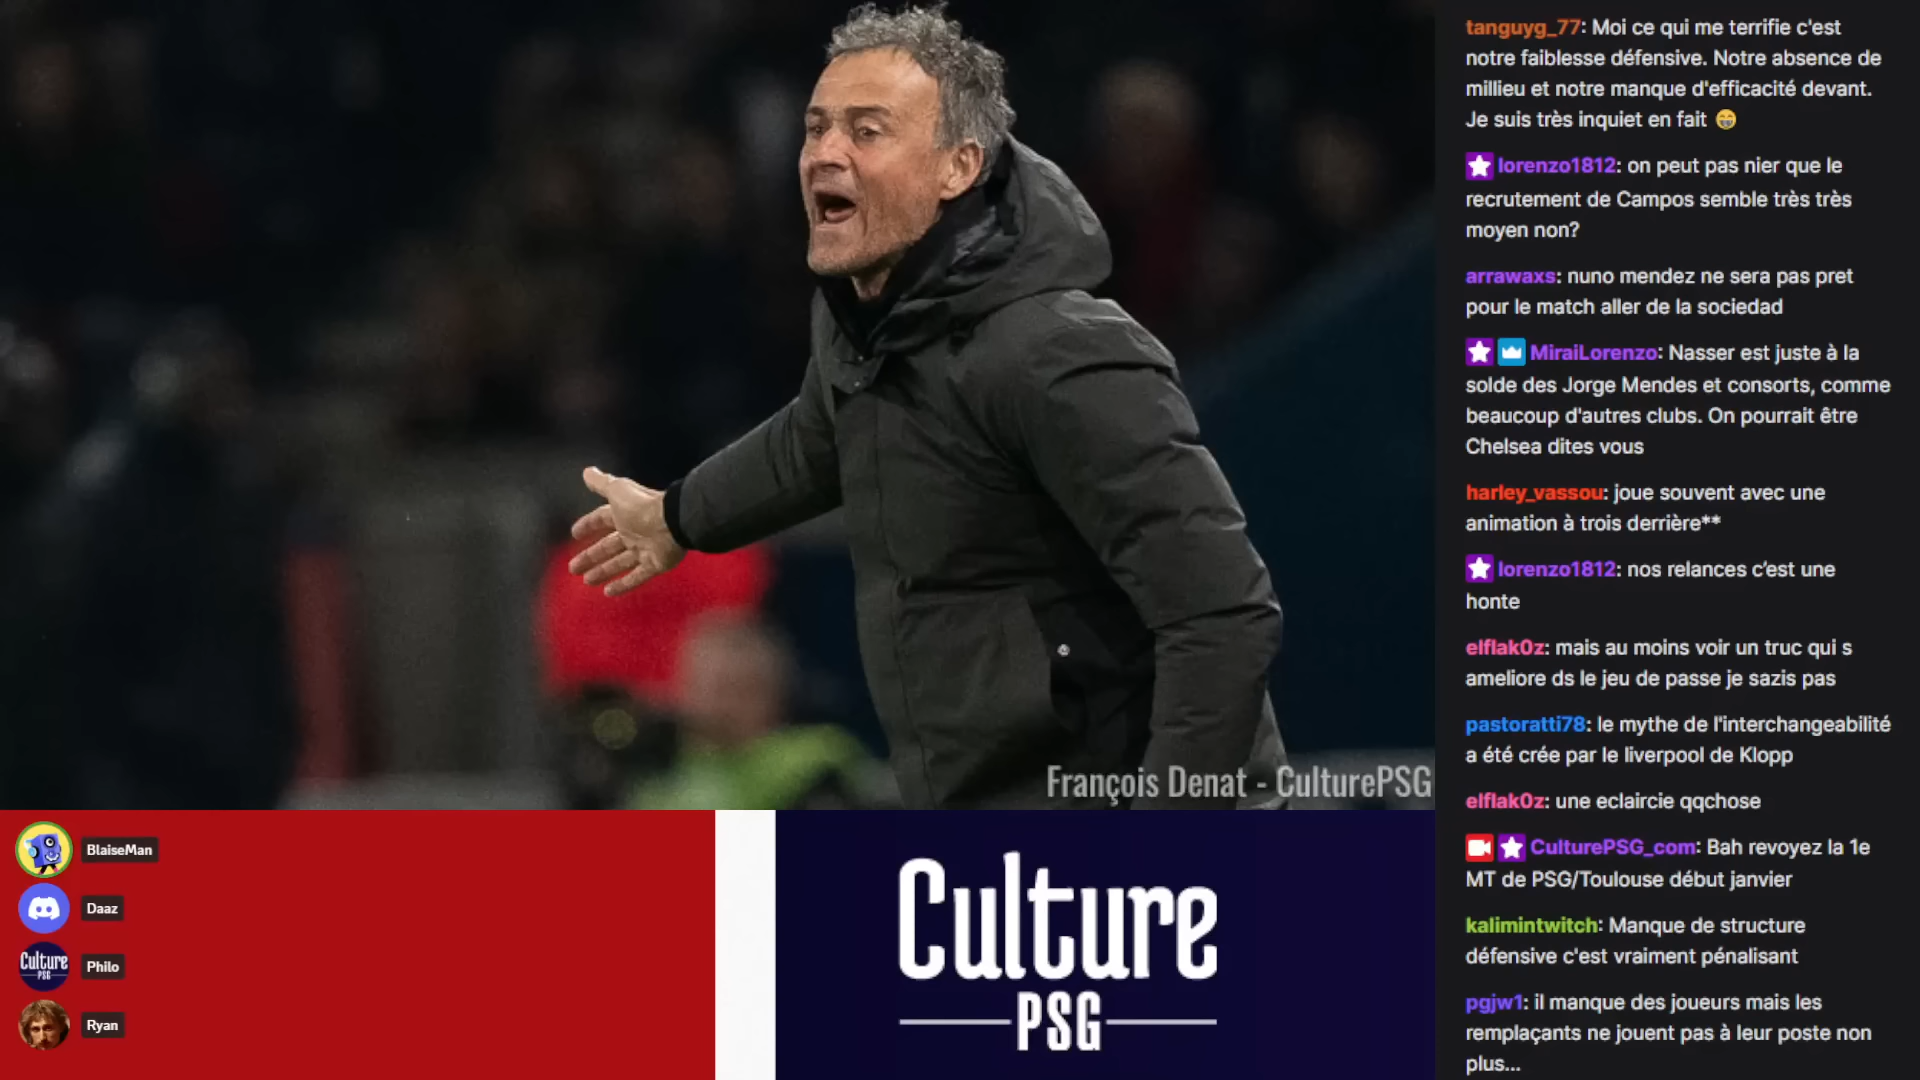 François Denat - CulturePSG
BlaiseMan
Daaz
Culture
PSG
Philo
Ryan
Culture
PSG
tanguyg_77: Moi ce qui me terrifie c'est
notre faiblesse défensive. Notre absence de
millieu et notre manque d'efficacité devant.
Je suis très inquiet en fait 😁
lorenzo1812: on peut pas nier que le
recrutement de Campos semble très très
moyen non?
arrawaxs: nuno mendez ne sera pas pret
pour le match aller de la sociedad
MiraiLorenzo: Nasser est juste à la
solde des Jorge Mendes et consorts, comme
beaucoup d'autres clubs. On pourrait être
Chelsea dites vous
harley_vassou: joue souvent avec une
animation à trois derrière**
lorenzo1812: nos relances c'est une
honte
elflak0z: mais au moins voir un truc qui s
ameliore ds le jeu de passe je sazis pas
pastoratti78: le mythe de l'interchangeabilité
a été crée par le liverpool de Klopp
elflak0z: une eclaircie qqchose
CulturePSG_com: Bah revoyez la 1e
MT de PSG/Toulouse début janvier
kalimintwitch: Manque de structure
défensive c'est vraiment pénalisant
pgjw1: il manque des joueurs mais les
remplaçants ne jouent pas à leur poste non
plus...